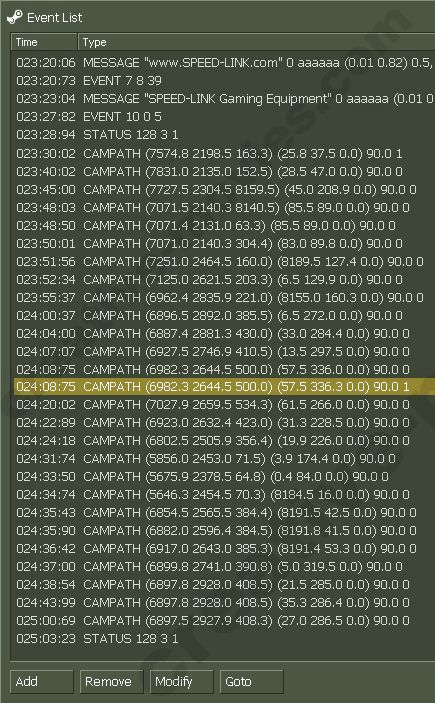 Event List
Time Type
023:20:06 MESSAGE "www.SPEED-LINK.com" 0 aaaaaa (0.01 0.82) 0.5,
023:20:73 EVENT 7 8 39
023:23:04 MESSAGE "SPEED-LINK Gaming Equipment" 0 aaaaaa (0.01 0
023:27:82 EVENT 10 0 5
023:28:94 STATUS 128 3 1
023:30:02 CAMPATH (7574.8 2198.5 163.3) (25.8 37.5 0.0) 90.0 1
023:40:02 CAMPATH (7831.0 2135.0 152.5) (28.5 47.0 0.0) 90.0 0
023:45:00 CAMPATH (7727.5 2304.5 8159.5) (45.0 208.9 0.0) 90.0 0
023:48:03 CAMPATH (7071.5 2140.3 8140.5) (85.5 89.0 0.0) 90.0 0
023:48:50 CAMPATH (7071.4 2131.0 63.3) (85.5 89.0 0.0) 90.0 0
023:50:01 CAMPATH (7071.0 2140.3 304.4) (83.0 89.8 0.0) 90.0 0
023:51:56 CAMPATH (7251.0 2464.5 160.0) (8189.5 127.4 0.0) 90.0 0
023:52:34 CAMPATH (7125.0 2621.5 203.3) (6.5 129.9 0.0) 90.0 0
023:55:37 CAMPATH (6962.4 2835.9 221.0) (8155.0 160.3 0.0) 90.0 0
024:00:37 CAMPATH (6896.5 2892.0 385.5) (6.5 272.0 0.0) 90.0 0
024:04:00 CAMPATH (6887.4 2881.3 430.0) (33.0 284.4 0.0) 90.0 0
024:07:07 CAMPATH (6927.5 2746.9 410.5) (13.5 297.5 0.0) 90.0 0
024:08:75 CAMPATH (6982.3 2644.5 500.0) (57.5 336.0 0.0) 90.0 0
024:08:75 CAMPATH (6982.3 2644.5 500.0) (57.5 336.3 0.0) 90.0 1
024:20:02 CAMPATH (7027.9 2659.5 534.3) (61.5 266.0 0.0) 90.0 0
024:22:89 CAMPATH (6923.0 2632.4 423.0) (31.3 228.5 0.0) 90.0 0
024:24:18 CAMPATH (6802.5 2505.9 356.4) (19.9 226.0 0.0) 90.0 0
024:31:74 CAMPATH (5856.0 2453.0 71.5) (3.9 174.4 0.0) 90.0 0
024:33:50 CAMPATH (5675.9 2378.5 64.8) (0.4 84.0 0.0) 90.0 0
024:34:74 CAMPATH (5646.3 2454.5 70.3) (8184.5 16.0 0.0) 90.0 0
024:35:43 CAMPATH (6854.5 2565.5 384.4) (8191.5 42.5 0.0) 90.0 0
024:35:90 CAMPATH (6882.0 2596.4 384.5) (8191.8 41.5 0.0) 90.0 0
024:36:42 CAMPATH (6917.0 2643.0 385.3) (8191.4 53.3 0.0) 90.0 0
024:37:00 CAMPATH (6899.8 2741.0 390.8) (5.0 319.5 0.0) 90.0 0
024:38:54 CAMPATH (6897.8 2928.0 408.5) (21.5 285.0 0.0) 90.0 0
024:43:99 CAMPATH (6897.8 2928.0 408.5) (35.3 286.4 0.0) 90.0 0
025:00:69 CAMPATH (6897.5 2927.9 408.3) (27.0 286.5 0.0) 90.0 0
025:03:23 STATUS 128 3 1
Add Remove Modify Goto